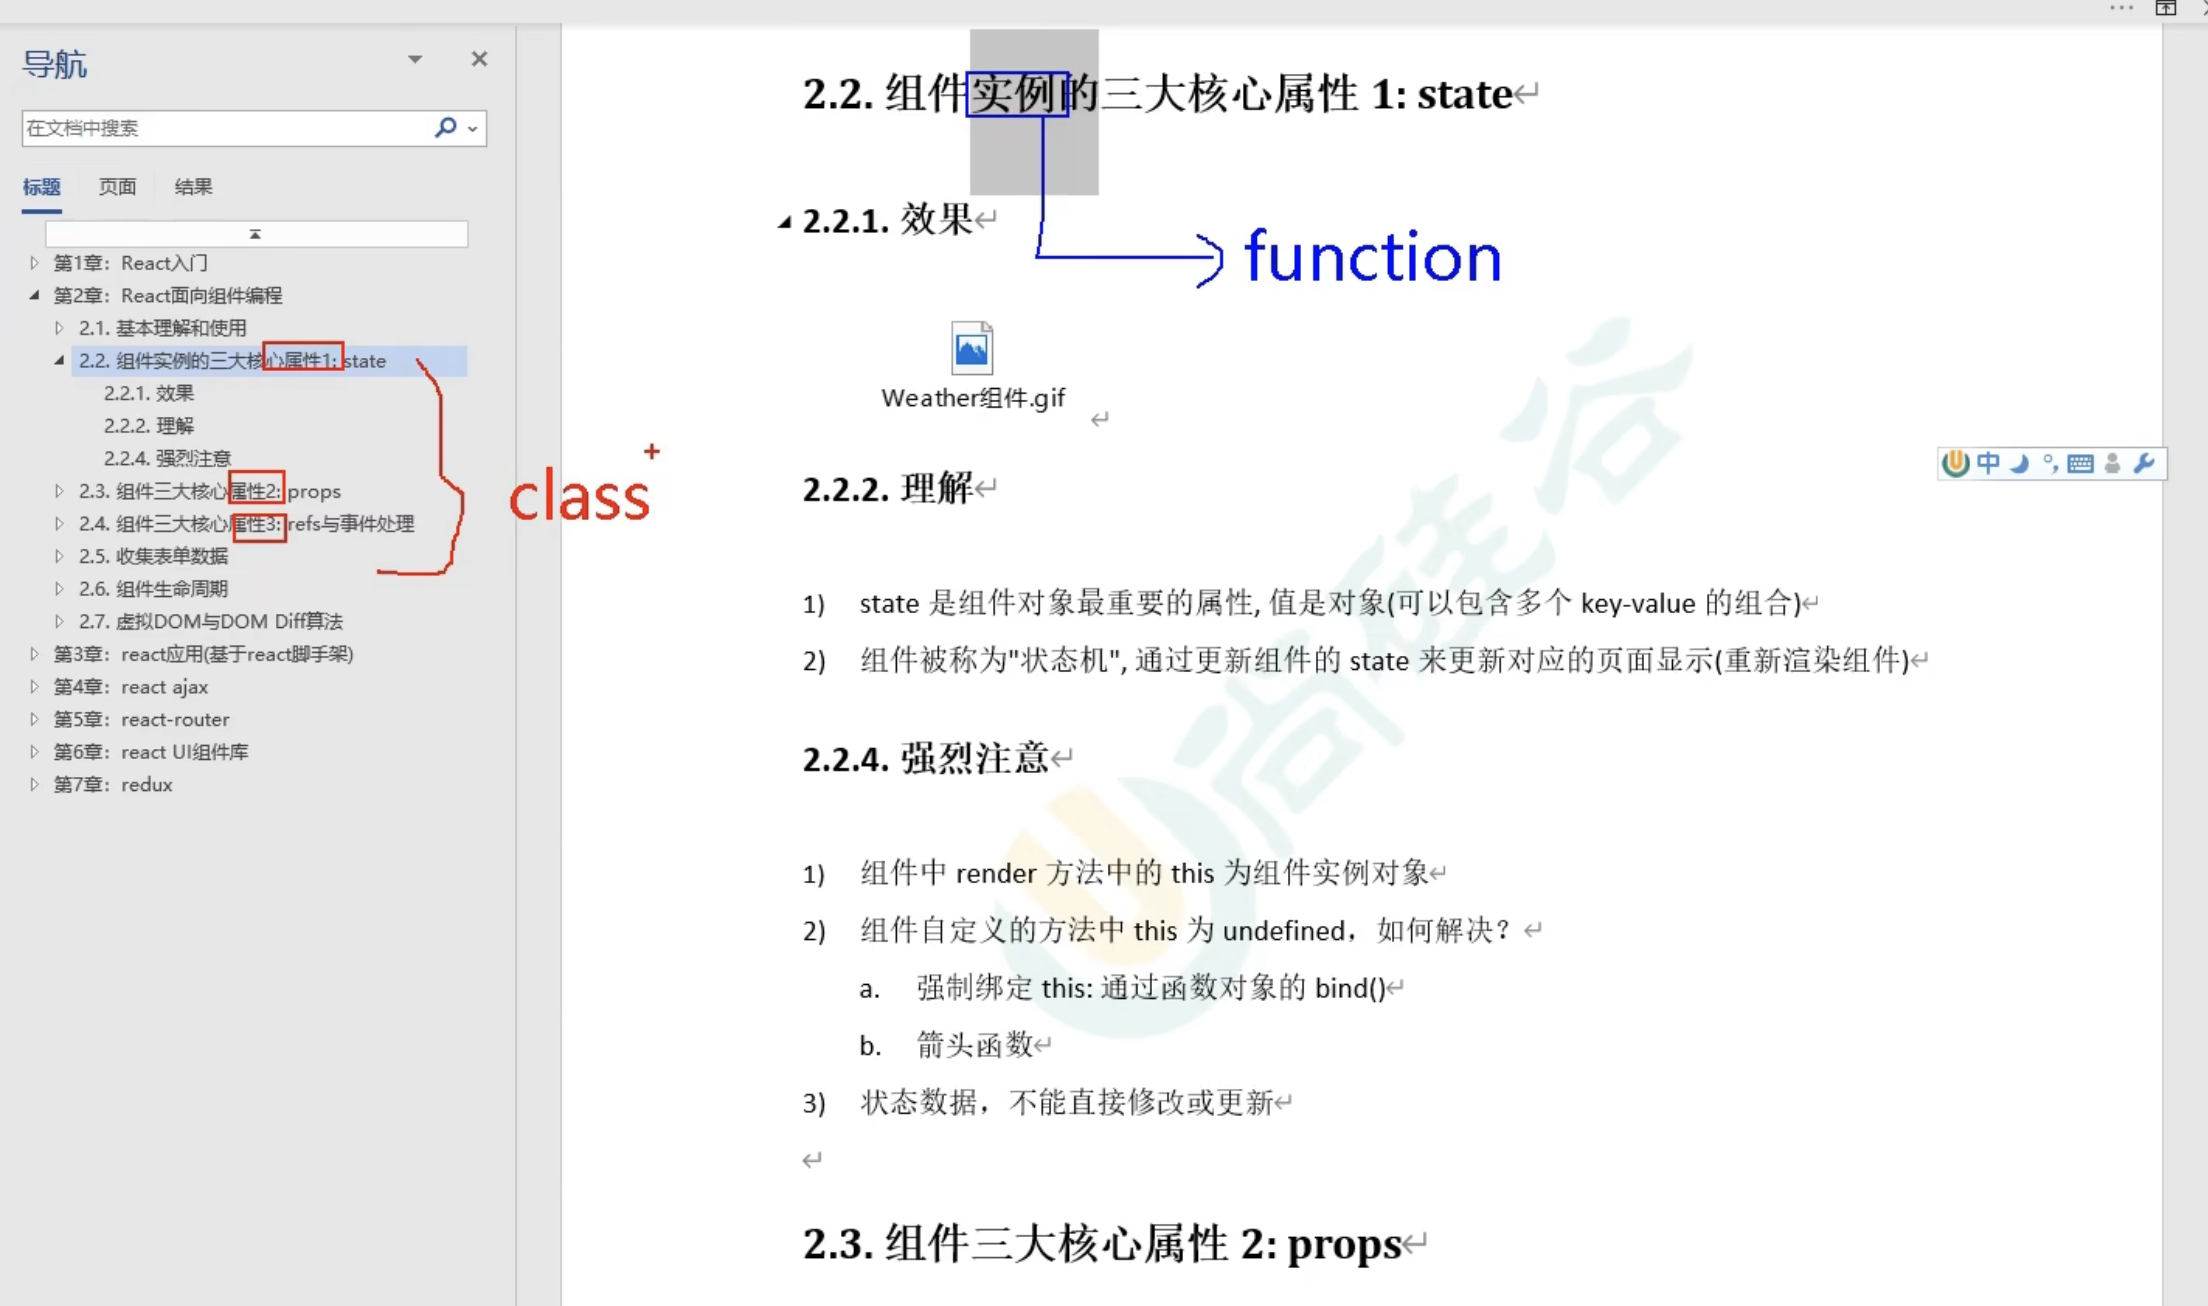 导航
在文档中搜索
标题 页面 结果
第1章：React入门
第2章：React面向组件编程
2.1. 基本理解和使用
2.2. 组件实例的三大核心属性1: state
2.2.1. 效果
2.2.2. 理解
2.2.4. 强烈注意
2.3. 组件三大核心属性2: props
2.4. 组件三大核心属性3: refs与事件处理
2.5. 收集表单数据
2.6. 组件生命周期
2.7. 虚拟DOM与DOM Diff算法
第3章：react应用(基于react脚手架)
第4章：react ajax
第5章：react-router
第6章：react UI组件库
第7章：redux
class
2.2. 组件实例的三大核心属性 1: state
2.2.1. 效果
function
Weather组件.gif
2.2.2. 理解
1) state 是组件对象最重要的属性, 值是对象(可以包含多个 key-value 的组合)
2) 组件被称为"状态机", 通过更新组件的 state 来更新对应的页面显示(重新渲染组件)
2.2.4. 强烈注意
1) 组件中 render 方法中的 this 为组件实例对象
2) 组件自定义的方法中 this 为 undefined，如何解决？
a. 强制绑定 this: 通过函数对象的 bind()
b. 箭头函数
3) 状态数据，不能直接修改或更新
2.3. 组件三大核心属性 2: props
尚硅谷
中